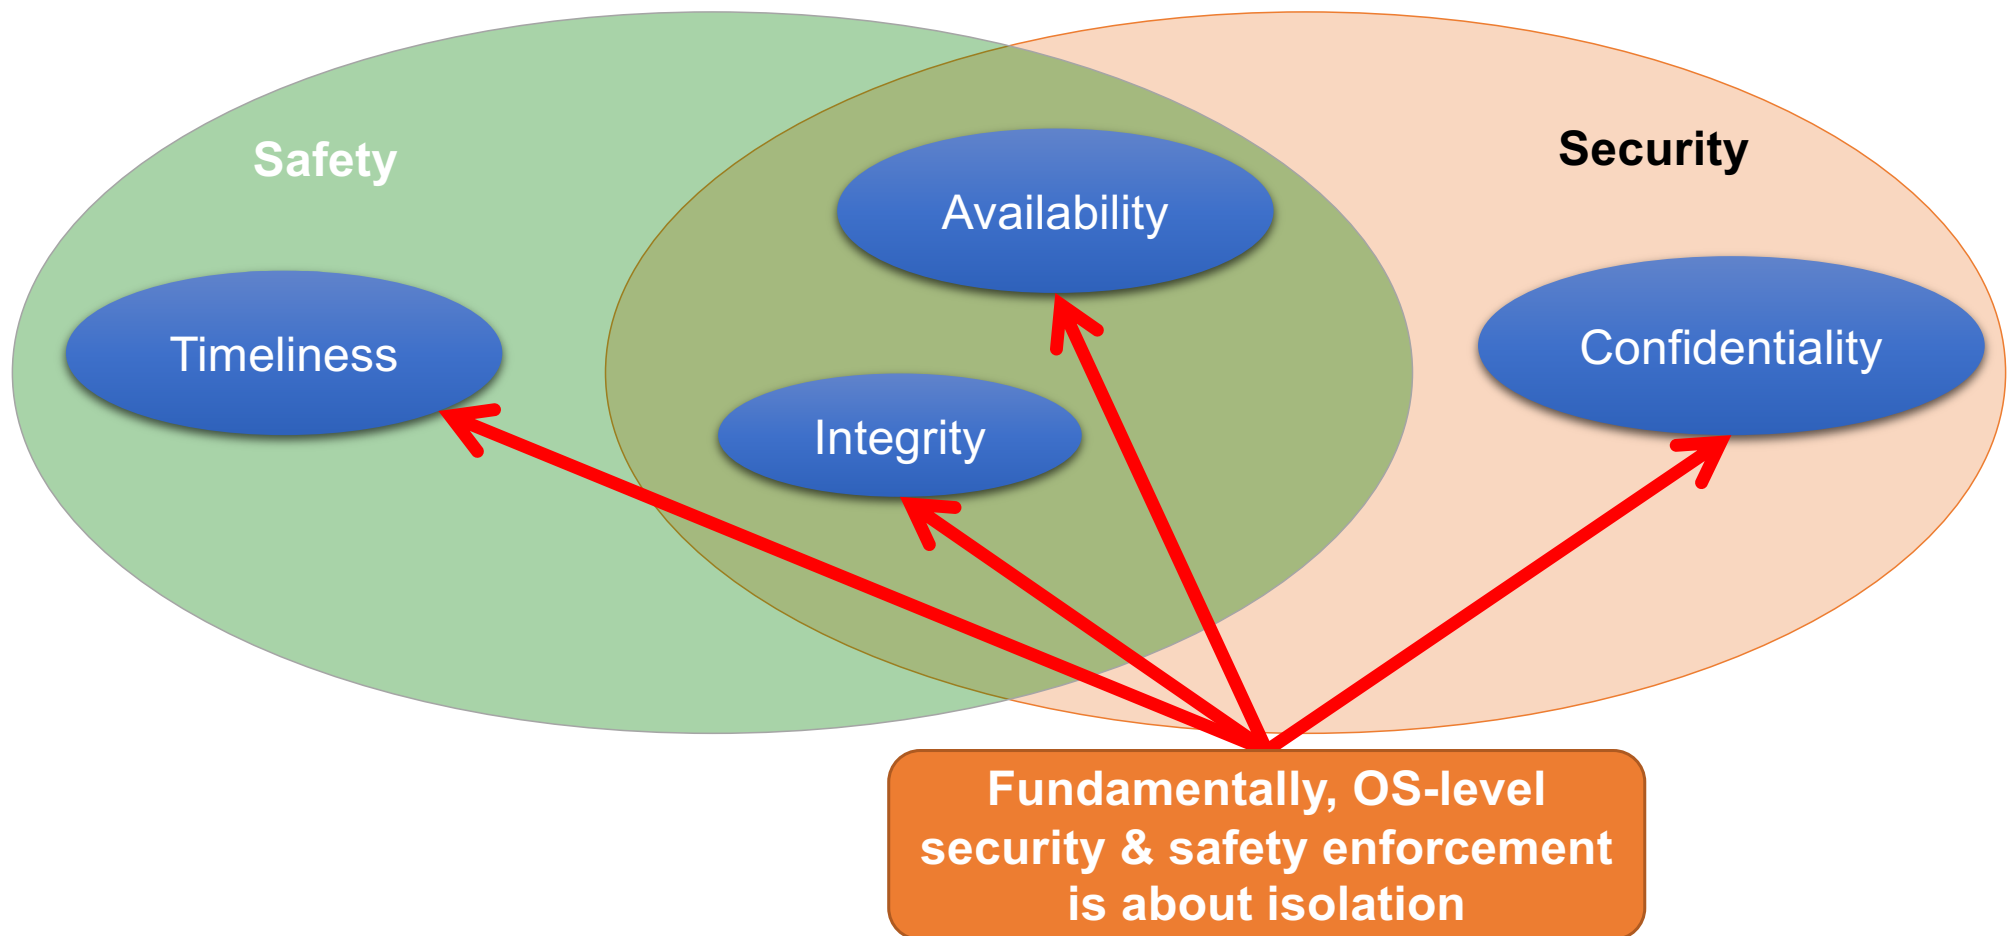 Safety
Security
Availability
Timeliness
Confidentiality
Integrity
Fundamentally, OS-level
security & safety enforcement
is about isolation